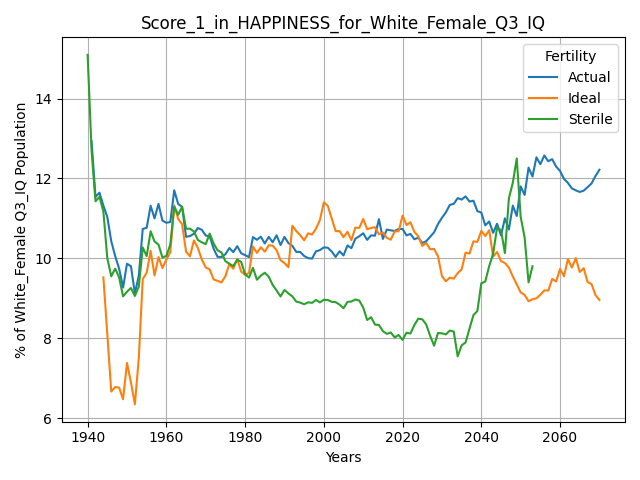 Score_1_in_HAPPINESS_for_White_Female_Q3_IQ
% of White_Female Q3_IQ Population
14
12
10
8
6
1940
1960
1980
2000
2020
2040
2060
Years
Fertility
Actual
Ideal
Sterile